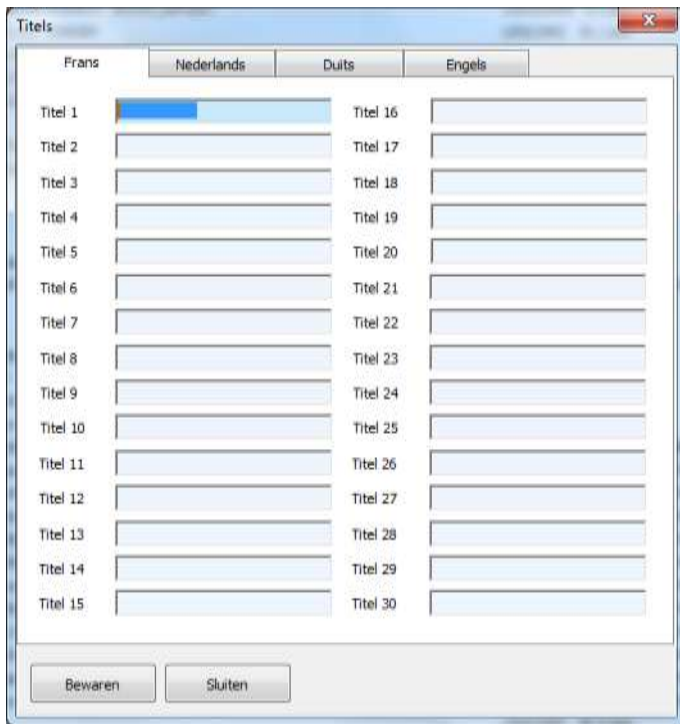 Titels
Frans Nederlands Duits Engels
Titel 1 Titel 16
Titel 2 Titel 17
Titel 3 Titel 18
Titel 4 Titel 19
Titel 5 Titel 20
Titel 6 Titel 21
Titel 7 Titel 22
Titel 8 Titel 23
Titel 9 Titel 24
Titel 10 Titel 25
Titel 11 Titel 26
Titel 12 Titel 27
Titel 13 Titel 28
Titel 14 Titel 29
Titel 15 Titel 30
Bewaren Sluiten